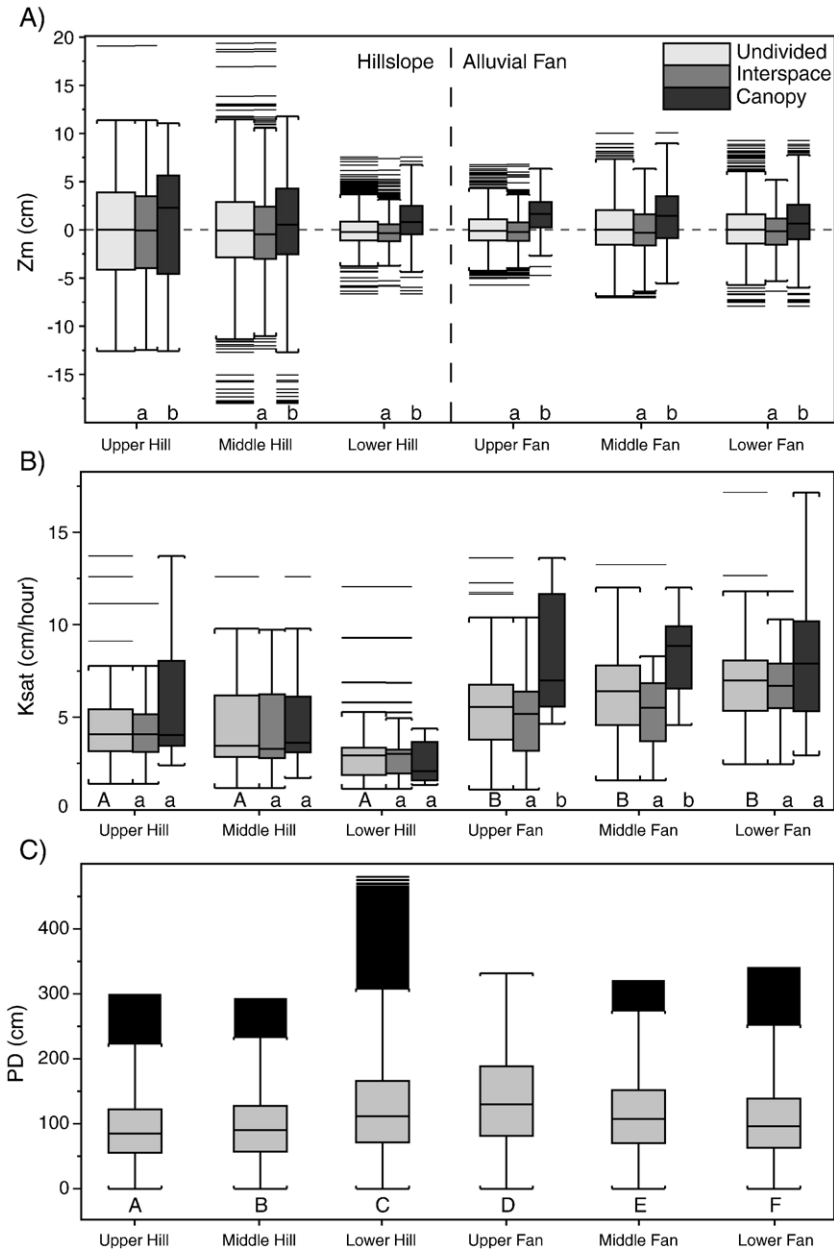 A)
20
15
10
5
0
-5
-10
-15
Zm (cm)
Hillslope
Alluvial Fan
Undivided
Interspace
Canopy
a b a b a b a b a b a b
Upper Hill Middle Hill Lower Hill Upper Fan Middle Fan Lower Fan
B)
15
10
5
0
Ksat (cm/hour)
A a a A a a A a a B a b B a b B a a
Upper Hill Middle Hill Lower Hill Upper Fan Middle Fan Lower Fan
C)
400
300
200
100
0
PD (cm)
A B C D E F
Upper Hill Middle Hill Lower Hill Upper Fan Middle Fan Lower Fan